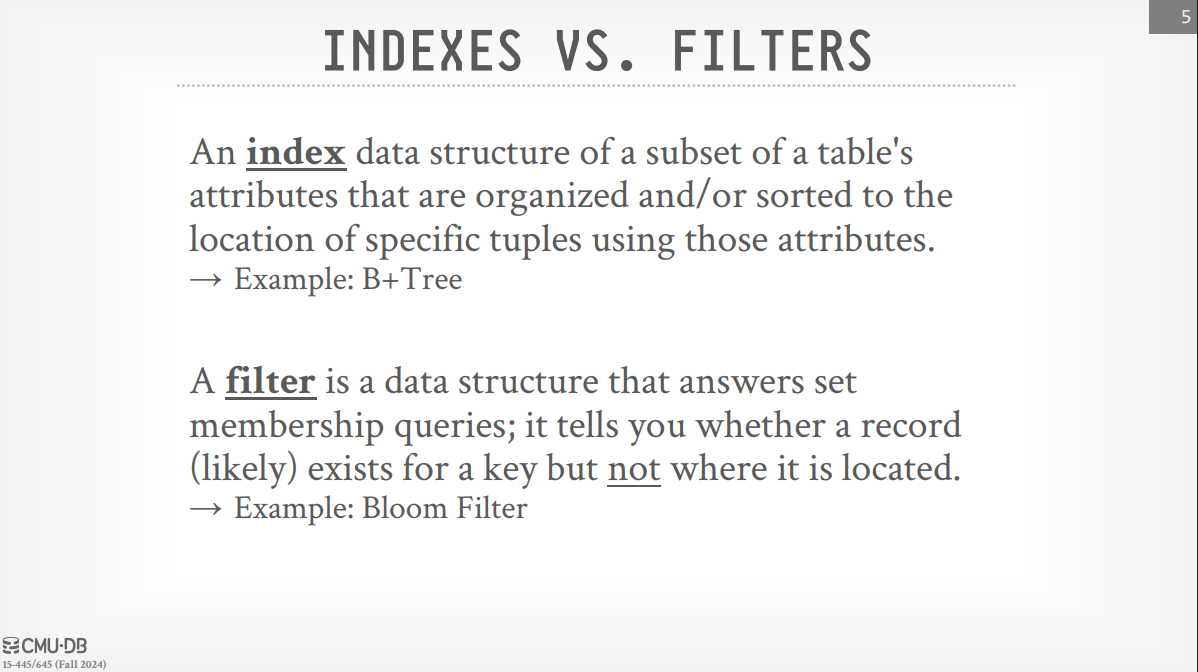 5
INDEXES VS. FILTERS
An index data structure of a subset of a table's
attributes that are organized and/or sorted to the
location of specific tuples using those attributes.
→ Example: B+Tree
A filter is a data structure that answers set
membership queries; it tells you whether a record
(likely) exists for a key but not where it is located.
→ Example: Bloom Filter
CMU·DB
15-445/645 (Fall 2024)